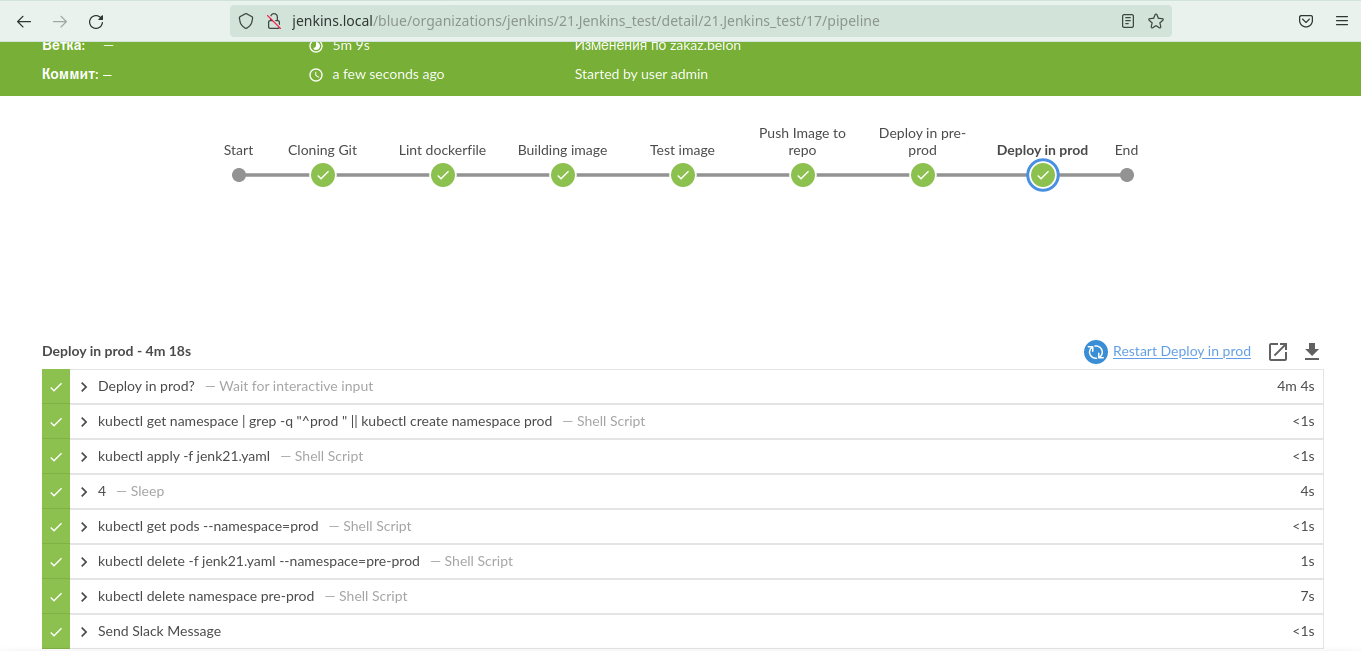 jenkins.local/blue/organizations/jenkins/21.Jenkins_test/detail/21.Jenkins_test/17/pipeline
Ветка: — 5m 9s Изменения по zakaz.belon
Коммит: — a few seconds ago Started by user admin
Push Image to Deploy in pre-
Start Cloning Git Lint dockerfile Building image Test image repo prod Deploy in prod End
Deploy in prod - 4m 18s Restart Deploy in prod
Deploy in prod? — Wait for interactive input 4m 4s
kubectl get namespace | grep -q "^prod " || kubectl create namespace prod — Shell Script <1s
kubectl apply -f jenk21.yaml — Shell Script <1s
4 — Sleep 4s
kubectl get pods --namespace=prod — Shell Script <1s
kubectl delete -f jenk21.yaml --namespace=pre-prod — Shell Script 1s
kubectl delete namespace pre-prod — Shell Script 7s
Send Slack Message <1s